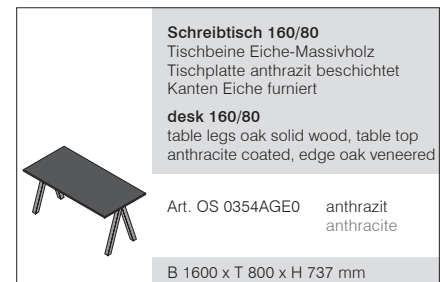 Schreibtisch 160/80
Tischbeine Eiche-Massivholz
Tischplatte anthrazit beschichtet
Kanten Eiche furniert
desk 160/80
table legs oak solid wood, table top
anthracite coated, edge oak veneered
Art. OS 0354AGE0 anthrazit
anthracite
B 1600 x T 800 x H 737 mm